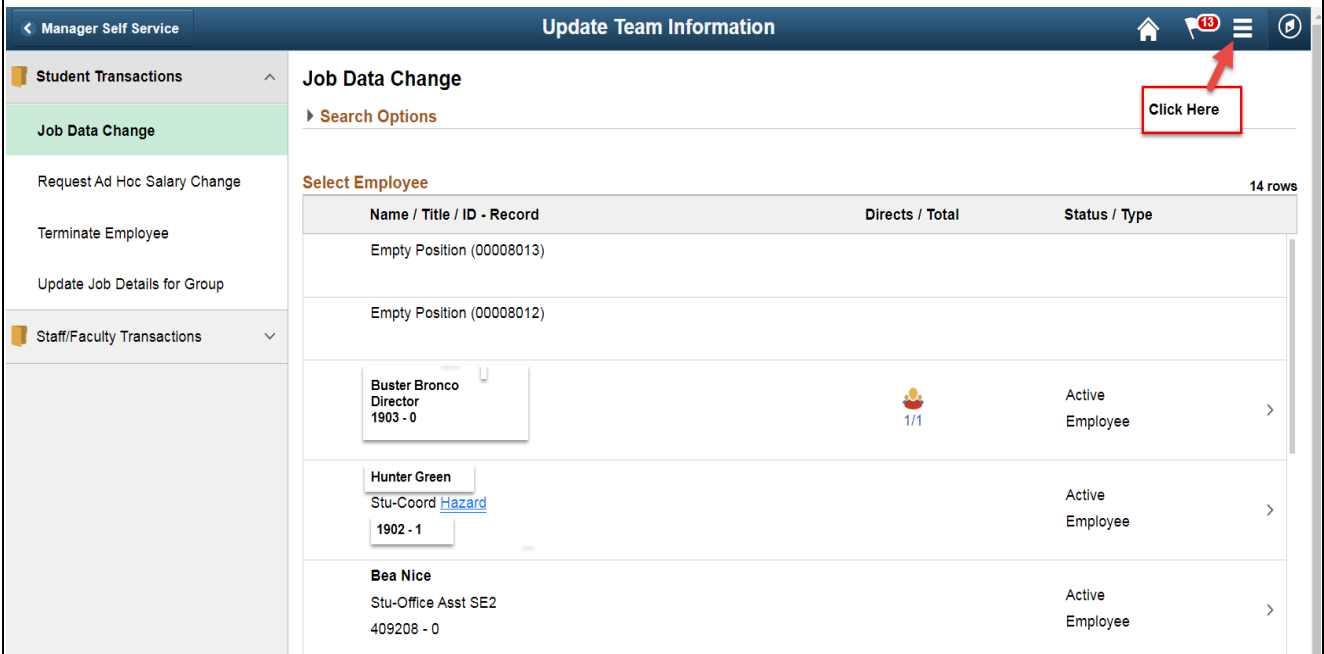 Manager Self Service
Update Team Information
13
Student Transactions
Job Data Change
Request Ad Hoc Salary Change
Terminate Employee
Update Job Details for Group
Staff/Faculty Transactions
Job Data Change
Search Options
Click Here
Select Employee
14 rows
Name / Title / ID - Record Directs / Total Status / Type
Empty Position (00008013)
Empty Position (00008012)
Buster Bronco
Director
1903 - 0
1/1
Active
Employee
Hunter Green
Stu-Coord Hazard
1902 - 1
Active
Employee
Bea Nice
Stu-Office Asst SE2
409208 - 0
Active
Employee